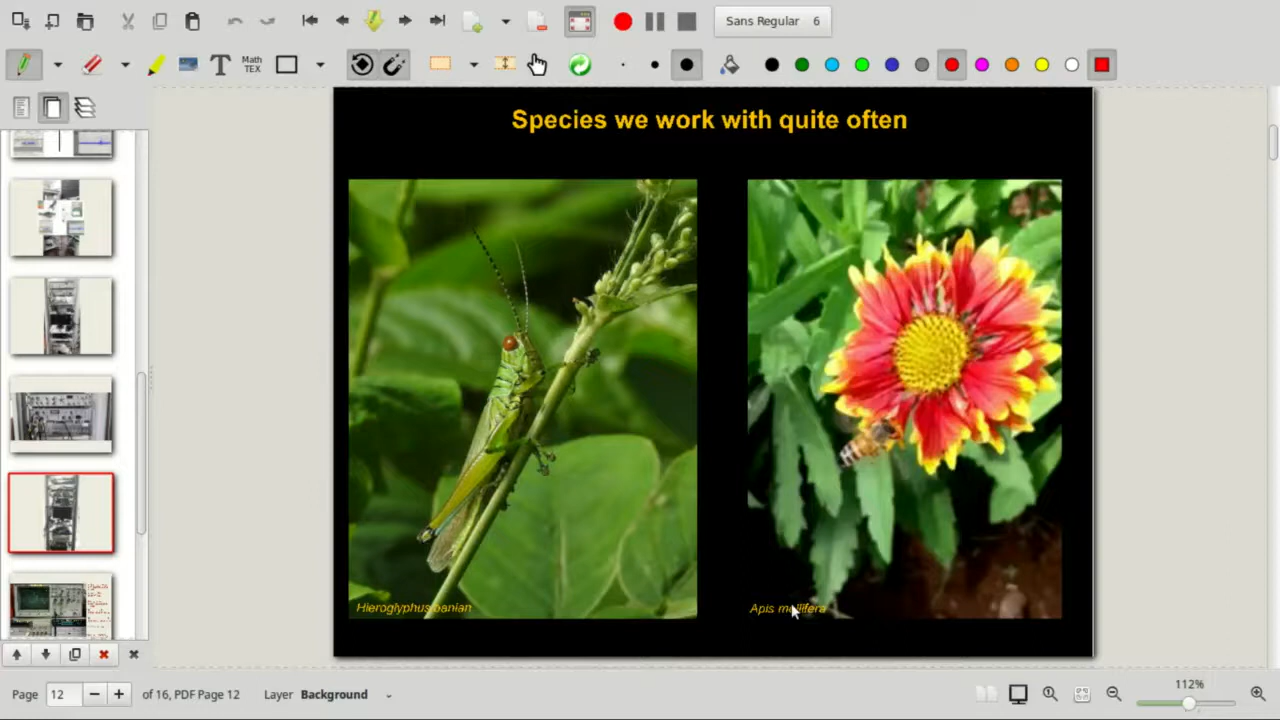 Sans Regular 6
Math
TEX
Species we work with quite often
Hieroglyphus banian
Apis mellifera
Page 12 of 16, PDF Page 12 Layer Background 112%